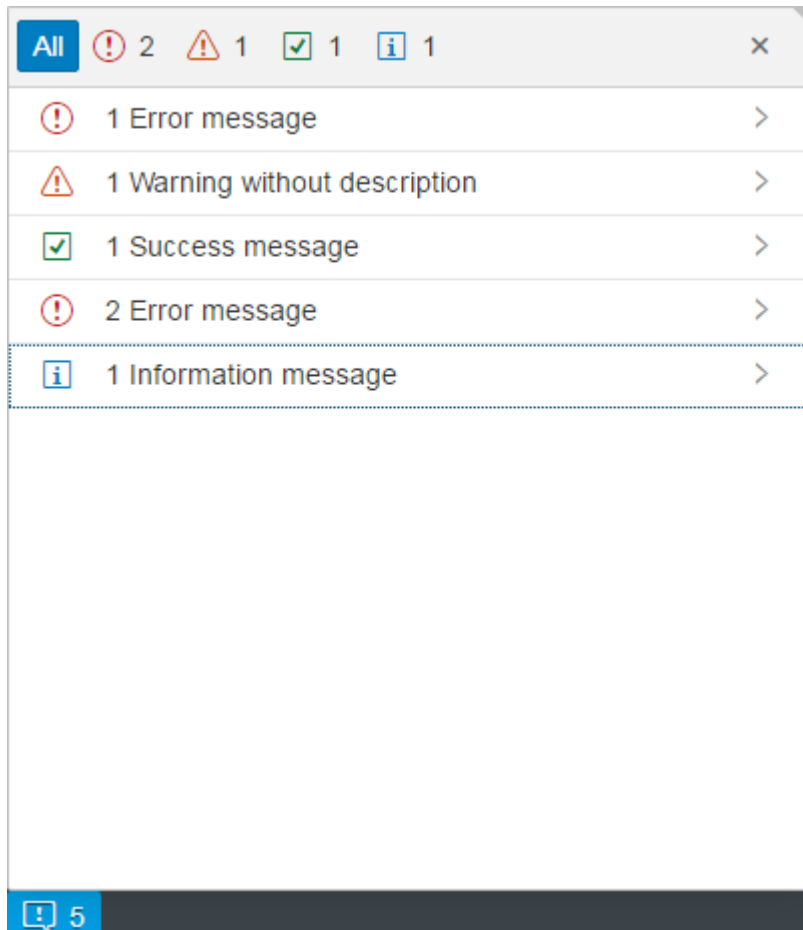 All 2 1 1 1
1 Error message
1 Warning without description
1 Success message
2 Error message
1 Information message
5